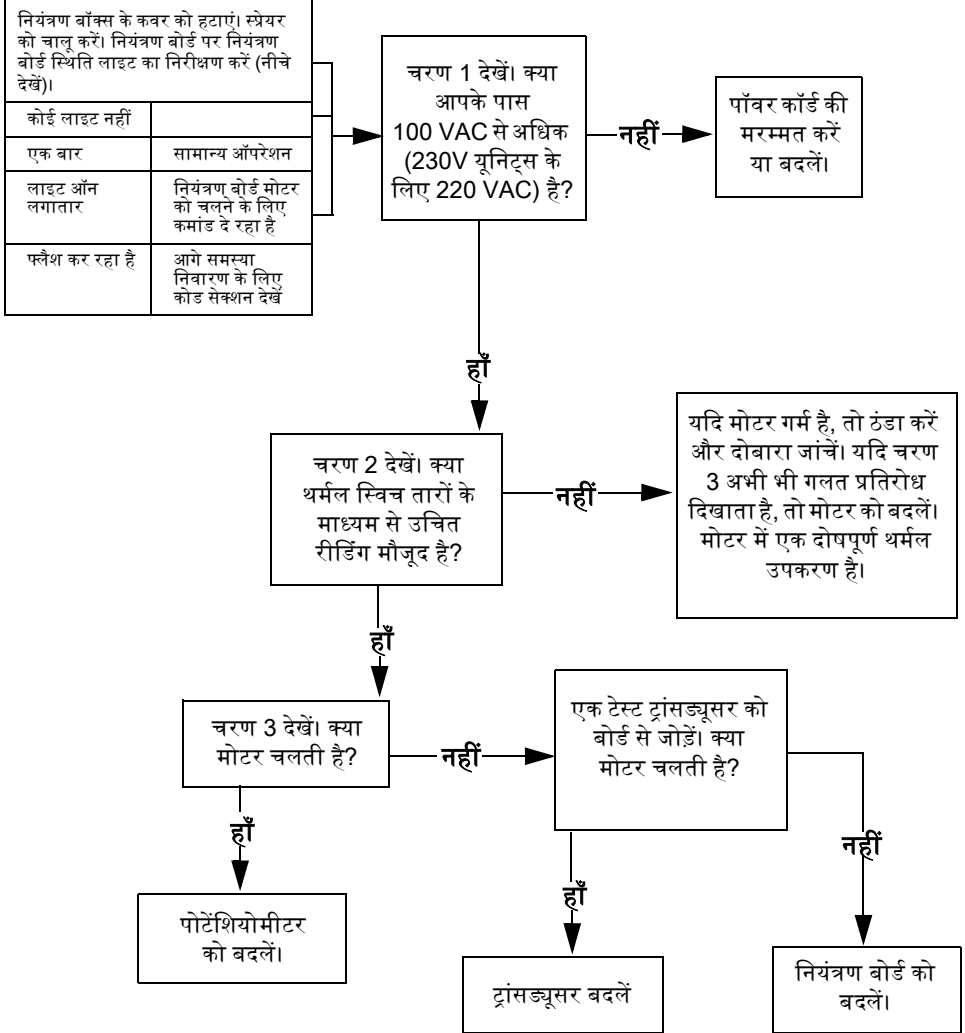 नियंत्रण बॉक्स के कवर को हटाएं। स्प्रेयर
को चालू करें। नियंत्रण बोर्ड पर नियंत्रण
बोर्ड स्थिति लाइट का निरीक्षण करें (नीचे
देखें)।
कोई लाइट नहीं
एक बार
सामान्य ऑपरेशन
लाइट ऑन
लगातार
नियंत्रण बोर्ड मोटर
को चलने के लिए
कमांड दे रहा है
फ्लैश कर रहा है
आगे समस्या
निवारण के लिए
कोड सेक्शन देखें
चरण 1 देखें। क्या
आपके पास
100 VAC से अधिक
(230V यूनिट्स के
लिए 220 VAC) है?
नहीं
पॉवर कॉर्ड की
मरम्मत करें
या बदलें।
हाँ
चरण 2 देखें। क्या
थर्मल स्विच तारों के
माध्यम से उचित
रीडिंग मौजूद है?
नहीं
यदि मोटर गर्म है, तो ठंडा करें
और दोबारा जांचें। यदि चरण
3 अभी भी गलत प्रतिरोध
दिखाता है, तो मोटर को बदलें।
मोटर में एक दोषपूर्ण थर्मल
उपकरण है।
हाँ
चरण 3 देखें। क्या
मोटर चलती है?
नहीं
एक टेस्ट ट्रांसड्यूसर को
बोर्ड से जोड़ें। क्या
मोटर चलती है?
हाँ
पोटेंशियोमीटर
को बदलें।
हाँ
ट्रांसड्यूसर बदलें
नहीं
नियंत्रण बोर्ड को
बदलें।